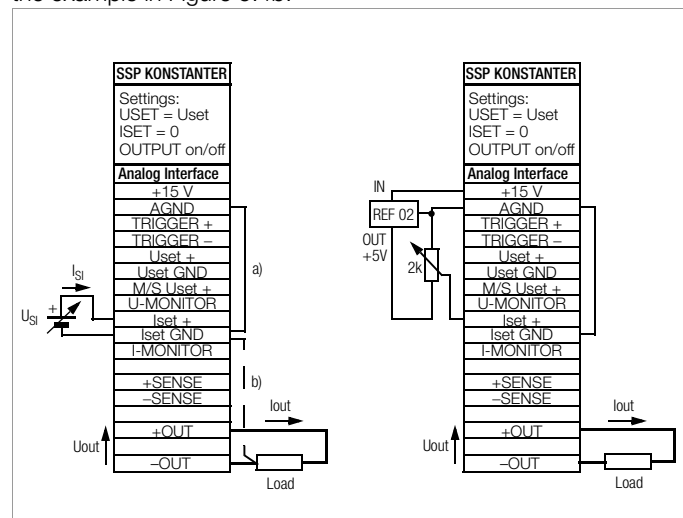 the example in Figure 6.4b.
SSP KONSTANTER
Settings:
USET = Uset
ISET = 0
OUTPUT on/off
Analog Interface
+15 V
AGND
TRIGGER +
TRIGGER –
Uset +
Uset GND
M/S Uset +
U-MONITOR
Iset +
Iset GND
I-MONITOR
+SENSE
–SENSE
+OUT
–OUT
a)
b)
ISI
USI
+
Uout
Iout
Load
SSP KONSTANTER
Settings:
USET = Uset
ISET = 0
OUTPUT on/off
Analog Interface
+15 V
AGND
TRIGGER +
TRIGGER –
Uset +
Uset GND
M/S Uset +
U-MONITOR
Iset +
Iset GND
I-MONITOR
+SENSE
–SENSE
+OUT
–OUT
IN
REF 02
OUT
+5V
2k
Uout
Iout
Load